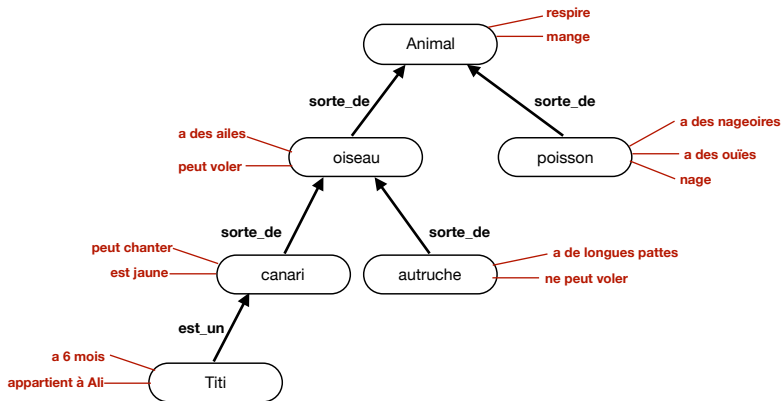 respire
Animal
mange
sorte_de
sorte_de
a des nageoires
a des ailes
oiseau
poisson
a des ouïes
peut voler
nage
sorte_de
sorte_de
peut chanter
a de longues pattes
est jaune
canari
autruche
ne peut voler
est_un
a 6 mois
appartient à Ali
Titi